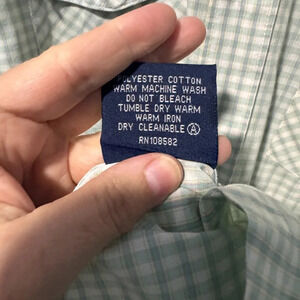 POLYESTER COTTON
WARM MACHINE WASH
DO NOT BLEACH
TUMBLE DRY WARM
WARM IRON
DRY CLEANABLE Ⓐ
RN108582